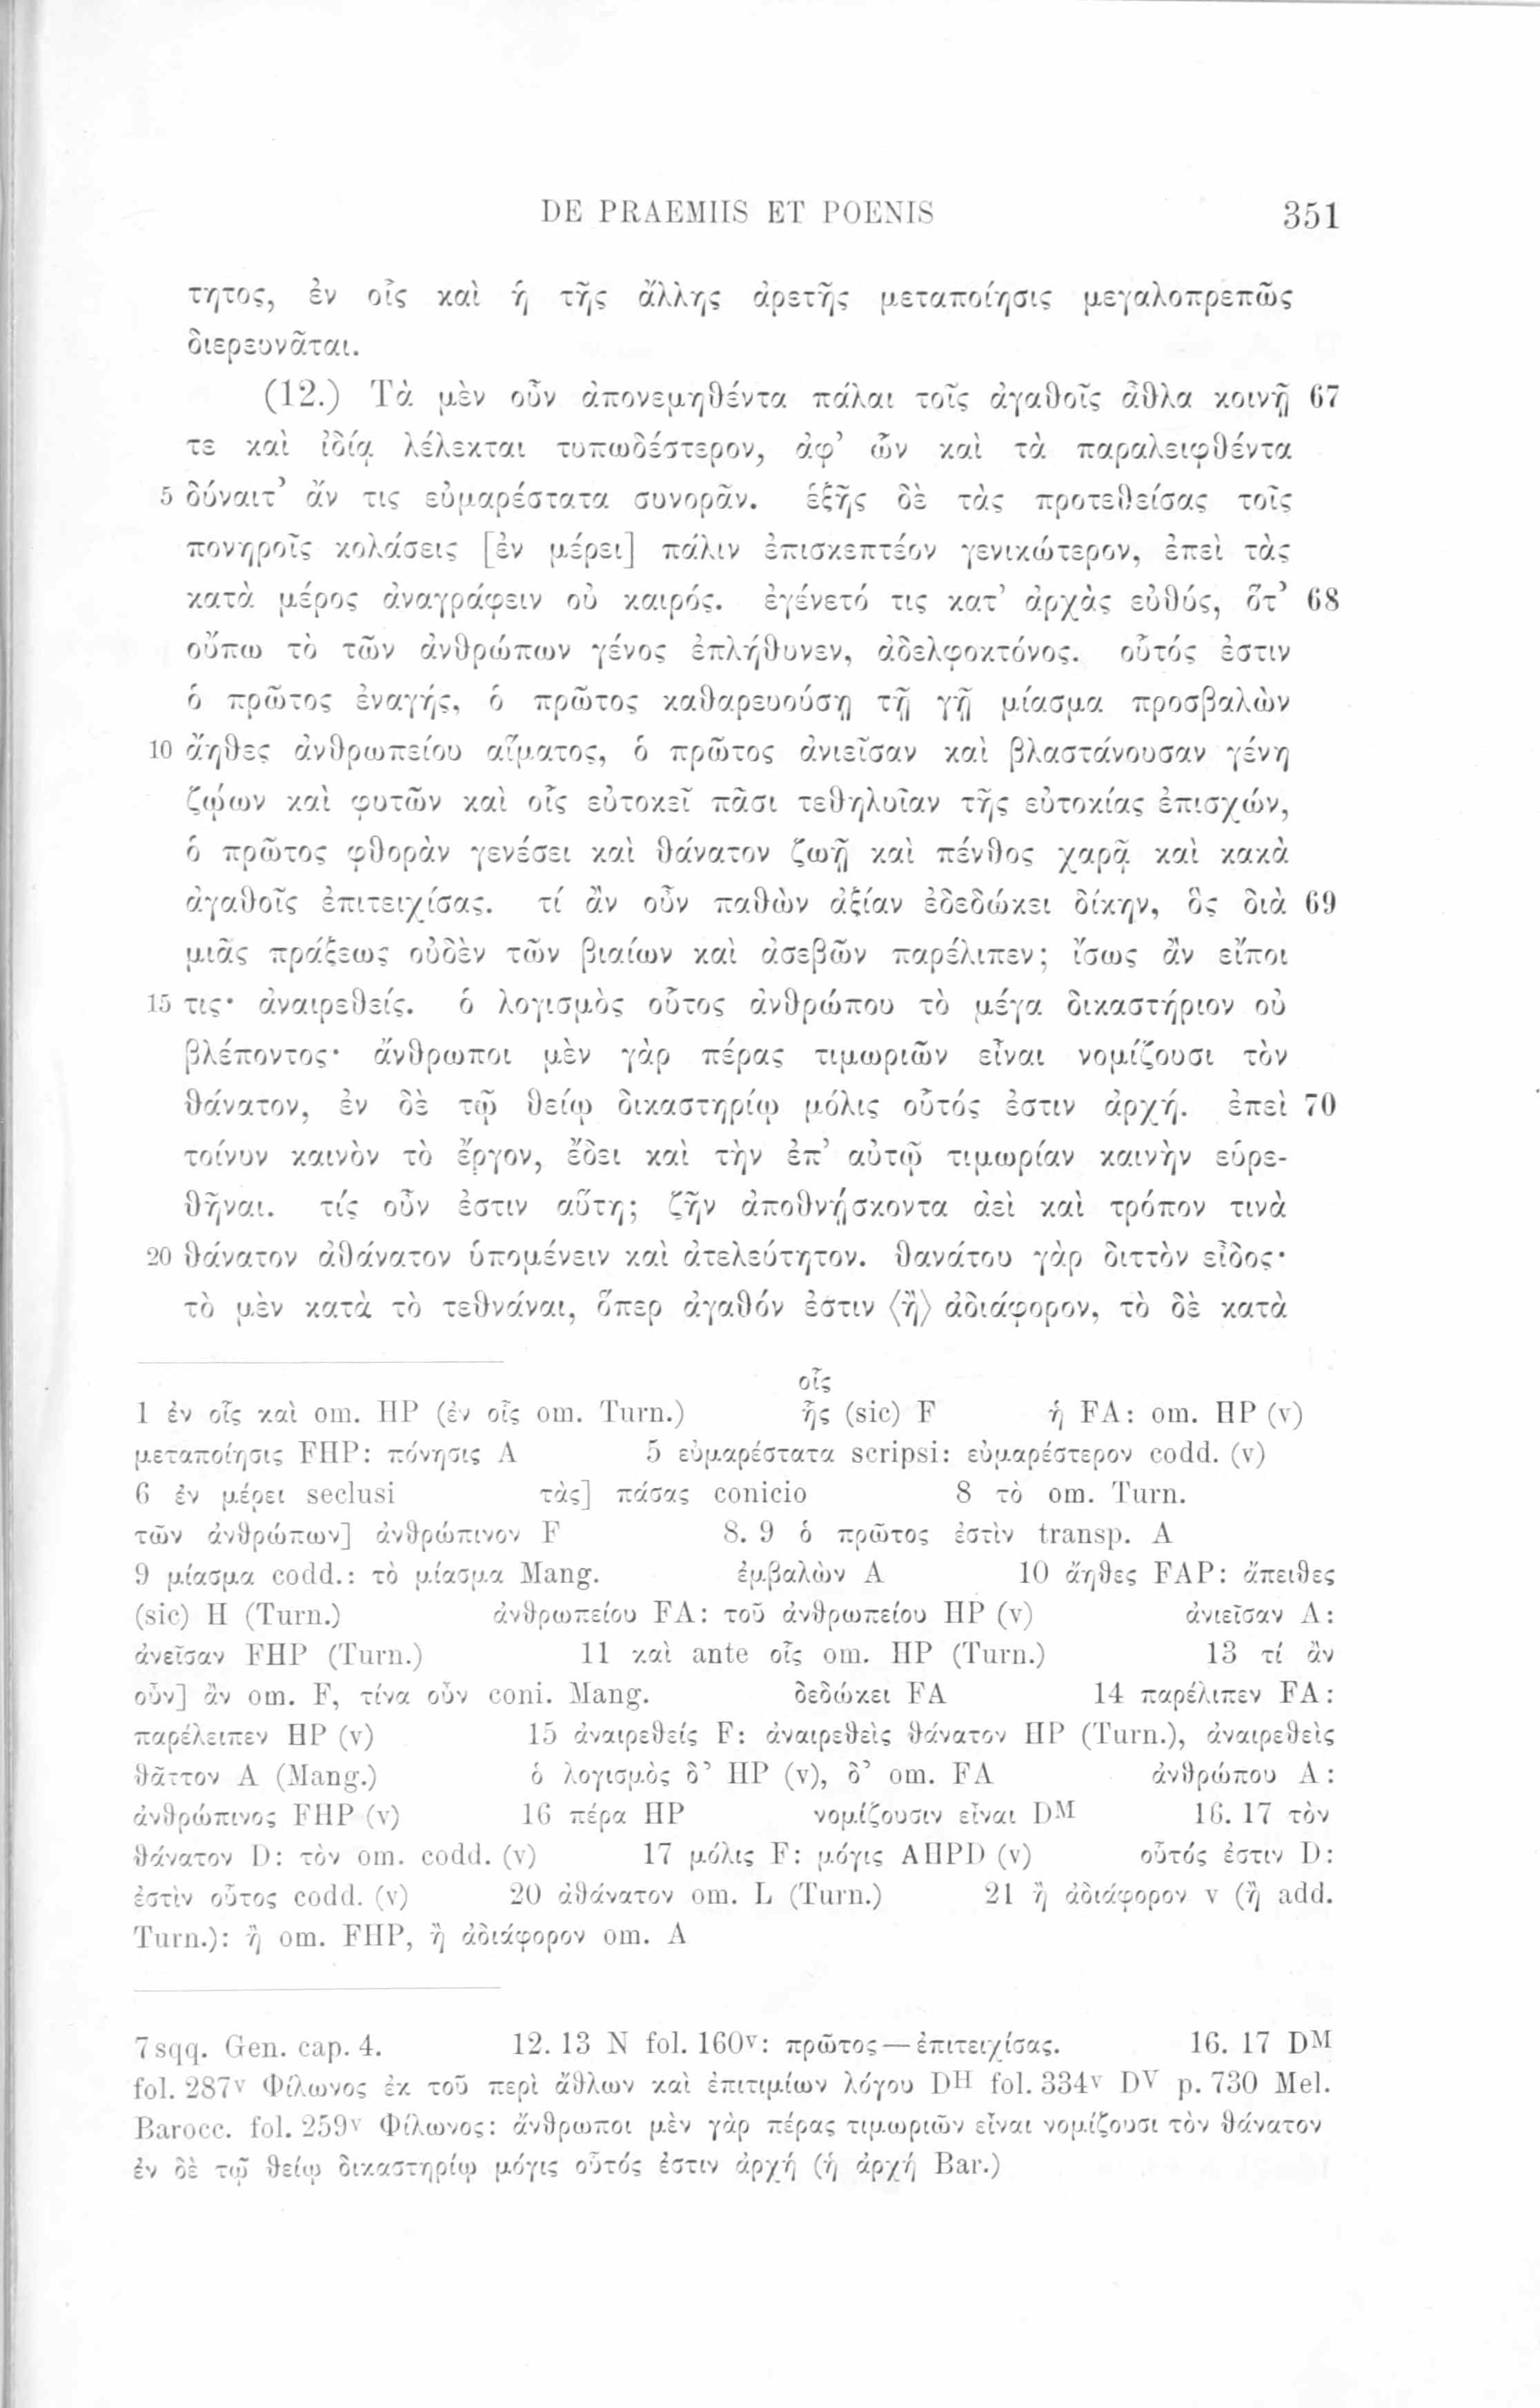 DE PRAEMIIS ET POENIS 351
τητος, ἐν οἷς καὶ ἡ τῆς ἄλλης ἀρετῆς μεταποίησις μεγαλοπρεπῶς
διερευνᾶται.
(12.) Τὰ μὲν οὖν ἀπονεμηθέντα πάλαι τοῖς ἀγαθοῖς ἆθλα κοινῇ 67
τε καὶ ἰδίᾳ λέλεκται τυπωδέστερον, ἀφ’ ὧν καὶ τὰ παραλειφθέντα
5 δύναιτ’ ἄν τις εὐμαρέστατα συνορᾶν. ἑξῆς δὲ τὰς προτεθείσας τοῖς
πονηροῖς κολάσεις [ἐν μέρει] πάλιν ἐπισκεπτέον γενικώτερον, ἐπεὶ τὰς
κατὰ μέρος ἀναγράφειν οὐ καιρός. ἐγένετό τις κατ’ ἀρχὰς εὐθύς, ὅτ’ 68
οὔπω τὸ τῶν ἀνθρώπων γένος ἐπλήθυνεν, ἀδελφοκτόνος. οὗτός ἐστιν
ὁ πρῶτος ἐναγής, ὁ πρῶτος καθαρευούσῃ τῇ γῇ μίασμα προσβαλὼν
10 ἄηθες ἀνθρωπείου αἵματος, ὁ πρῶτος ἀνιεῖσαν καὶ βλαστάνουσαν γένη
ζῴων καὶ φυτῶν καὶ οἷς εὐτοκεῖ πᾶσι τεθηλυῖαν τῆς εὐτοκίας ἐπισχών,
ὁ πρῶτος φθορὰν γενέσει καὶ θάνατον ζωῇ καὶ πένθος χαρᾷ καὶ κακὰ
ἀγαθοῖς ἐπιτειχίσας. τί ἂν οὖν παθὼν ἀξίαν ἐδεδώκει δίκην, ὃς διὰ 69
μιᾶς πράξεως οὐδὲν τῶν βιαίων καὶ ἀσεβῶν παρέλιπεν; ἴσως ἂν εἴποι
15 τις· ἀναιρεθείς. ὁ λογισμὸς οὗτος ἀνθρώπου τὸ μέγα δικαστήριον οὐ
βλέποντος· ἄνθρωποι μὲν γὰρ πέρας τιμωριῶν εἶναι νομίζουσι τὸν
θάνατον, ἐν δὲ τῷ θείῳ δικαστηρίῳ μόλις οὗτός ἐστιν ἀρχή. ἐπεὶ 70
τοίνυν καινὸν τὸ ἔργον, ἔδει καὶ τὴν ἐπ’ αὐτῷ τιμωρίαν καινὴν εὑρε-
θῆναι. τίς οὖν ἐστιν αὕτη; ζῆν ἀποθνῄσκοντα ἀεὶ καὶ τρόπον τινὰ
20 θάνατον ἀθάνατον ὑπομένειν καὶ ἀτελεύτητον. θανάτου γὰρ διττὸν εἶδος·
τὸ μὲν κατὰ τὸ τεθνάναι, ὅπερ ἀγαθόν ἐστιν ⟨ἢ⟩ ἀδιάφορον, τὸ δὲ κατὰ
οἷς
1 ἐν οἷς καὶ om. HP (ἐν οἷς om. Turn.) ἧς (sic) F ἡ FA: om. HP (v)
μεταποίησις FHP: πόνησις A 5 εὐμαρέστατα scripsi: εὐμαρέστερον codd. (v)
6 ἐν μέρει seclusi τὰς] πάσας conicio 8 τὸ om. Turn.
τῶν ἀνθρώπων] ἀνθρώπινον F 8. 9 ὁ πρῶτος ἐστὶν transp. A
9 μίασμα codd.: τὸ μίασμα Mang. ἐμβαλὼν A 10 ἄηθες FAP: ἄπειθες
(sic) H (Turn.) ἀνθρωπείου FA: τοῦ ἀνθρωπείου HP (v) ἀνιεῖσαν A:
ἀνεῖσαν FHP (Turn.) 11 καὶ ante οἷς om. HP (Turn.) 13 τί ἂν
οὖν] ἂν om. F, τίνα οὖν coni. Mang. δεδώκει FA 14 παρέλιπεν FA:
παρέλειπεν HP (v) 15 ἀναιρεθείς F: ἀναιρεθεὶς θάνατον HP (Turn.), ἀναιρεθεὶς
θᾶττον A (Mang.) ὁ λογισμὸς δ’ HP (v), δ’ om. FA ἀνθρώπου A:
ἀνθρώπινος FHP (v) 16 πέρα HP νομίζουσιν εἶναι DM 16. 17 τὸν
θάνατον D: τὸν om. codd. (v) 17 μόλις F: μόγις AHPD (v) οὗτός ἐστιν D:
ἐστὶν οὗτος codd. (v) 20 ἀθάνατον om. L (Turn.) 21 ἢ ἀδιάφορον v (ἢ add.
Turn.): ἢ om. FHP, ἢ ἀδιάφορον om. A
7 sqq. Gen. cap. 4. 12. 13 N fol. 160v: πρῶτος—ἐπιτειχίσας. 16. 17 DM
fol. 287v Φίλωνος ἐκ τοῦ περὶ ἄθλων καὶ ἐπιτιμίων λόγου DH fol. 334v DV p. 730 Mel.
Barocc. fol. 259v Φίλωνος: ἄνθρωποι μὲν γὰρ πέρας τιμωριῶν εἶναι νομίζουσι τὸν θάνατον
ἐν δὲ τῷ θείῳ δικαστηρίῳ μόγις οὗτός ἐστιν ἀρχή (ἡ ἀρχή Bar.)